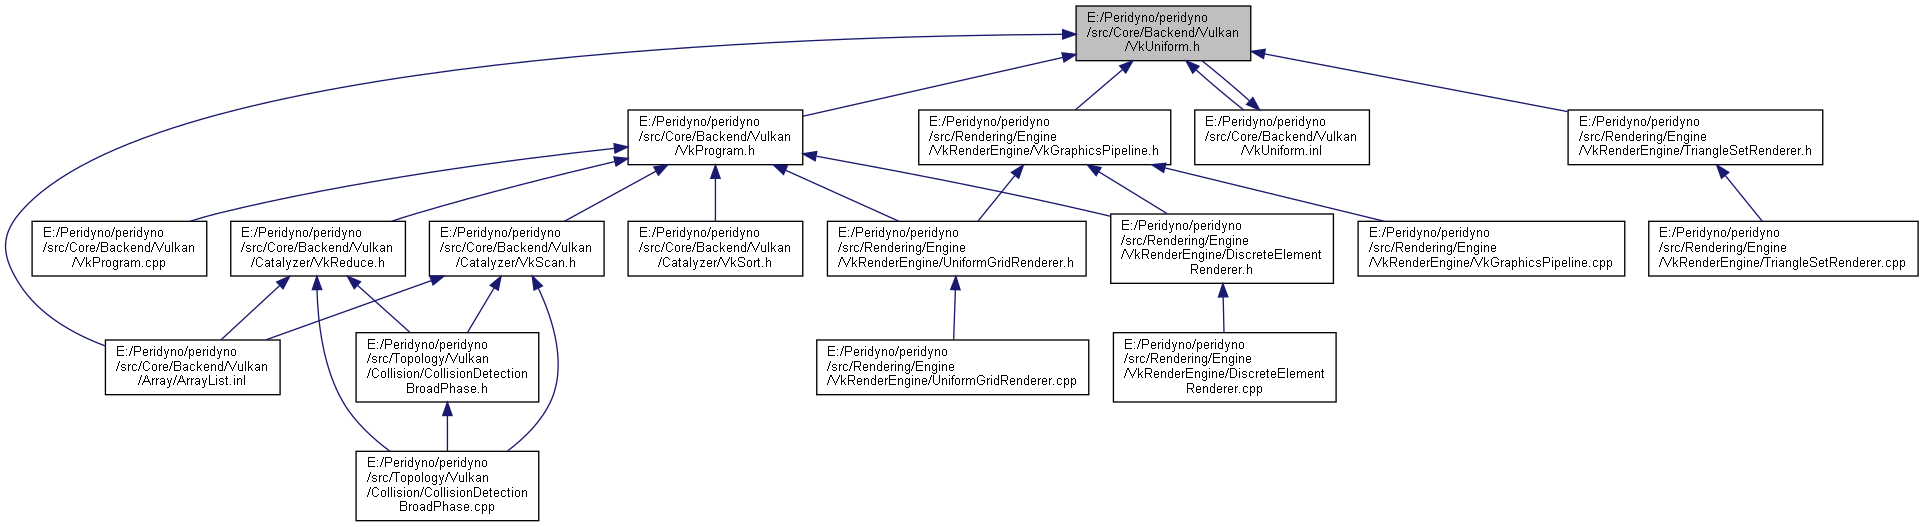 E:/Peridyno/peridyno
/src/Core/Backend/Vulkan
/VkUniform.h
E:/Peridyno/peridyno
/src/Core/Backend/Vulkan
/VkProgram.h
E:/Peridyno/peridyno
/src/Rendering/Engine
/VkRenderEngine/VkGraphicsPipeline.h
E:/Peridyno/peridyno
/src/Core/Backend/Vulkan
/VkUniform.inl
E:/Peridyno/peridyno
/src/Rendering/Engine
/VkRenderEngine/TriangleSetRenderer.h
E:/Peridyno/peridyno
/src/Core/Backend/Vulkan
/VkProgram.cpp
E:/Peridyno/peridyno
/src/Core/Backend/Vulkan
/Catalyzer/VkReduce.h
E:/Peridyno/peridyno
/src/Core/Backend/Vulkan
/Catalyzer/VkScan.h
E:/Peridyno/peridyno
/src/Core/Backend/Vulkan
/Catalyzer/VkSort.h
E:/Peridyno/peridyno
/src/Rendering/Engine
/VkRenderEngine/UniformGridRenderer.h
E:/Peridyno/peridyno
/src/Rendering/Engine
/VkRenderEngine/DiscreteElement
Renderer.h
E:/Peridyno/peridyno
/src/Rendering/Engine
/VkRenderEngine/VkGraphicsPipeline.cpp
E:/Peridyno/peridyno
/src/Rendering/Engine
/VkRenderEngine/TriangleSetRenderer.cpp
E:/Peridyno/peridyno
/src/Core/Backend/Vulkan
/Array/ArrayList.inl
E:/Peridyno/peridyno
/src/Topology/Vulkan
/Collision/CollisionDetection
BroadPhase.h
E:/Peridyno/peridyno
/src/Rendering/Engine
/VkRenderEngine/UniformGridRenderer.cpp
E:/Peridyno/peridyno
/src/Rendering/Engine
/VkRenderEngine/DiscreteElement
Renderer.cpp
E:/Peridyno/peridyno
/src/Topology/Vulkan
/Collision/CollisionDetection
BroadPhase.cpp